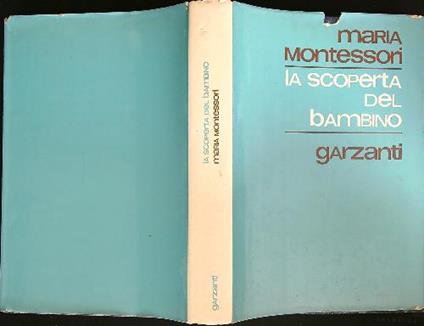 maRIa
Montessori
La scoperta
DEL
bambino
garzanti
La scoperta del bambino
maria montessori
garzanti